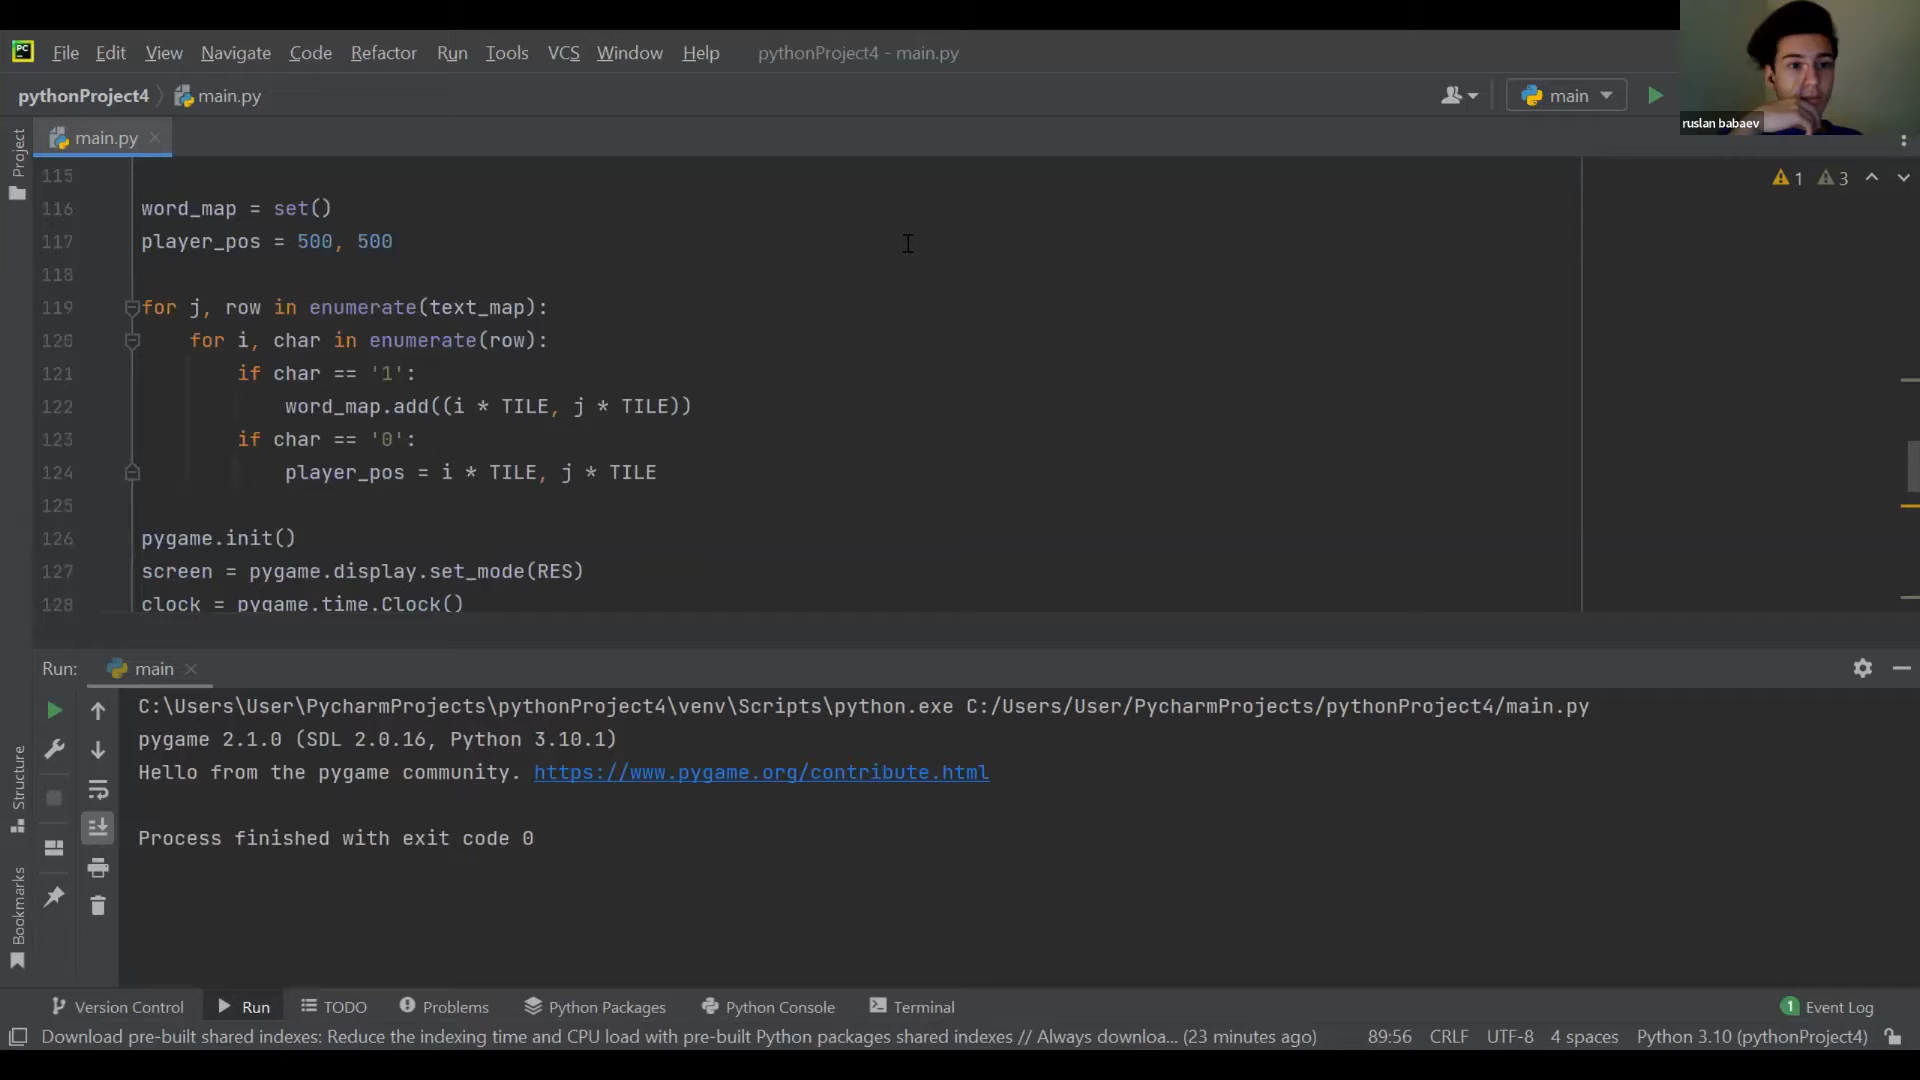 File Edit View Navigate Code Refactor Run Tools VCS Window Help pythonProject4 - main.py
pythonProject4 main.py main
ruslan babaev
Project
main.py
1 3
115
116 word_map = set()
117 player_pos = 500, 500
118
119 for j, row in enumerate(text_map):
120 for i, char in enumerate(row):
121 if char == '1':
122 word_map.add((i * TILE, j * TILE))
123 if char == '0':
124 player_pos = i * TILE, j * TILE
125
126 pygame.init()
127 screen = pygame.display.set_mode(RES)
128 clock = pygame.time.Clock()
Run: main
C:\Users\User\PycharmProjects\pythonProject4\venv\Scripts\python.exe C:/Users/User/PycharmProjects/pythonProject4/main.py
pygame 2.1.0 (SDL 2.0.16, Python 3.10.1)
Hello from the pygame community. https://www.pygame.org/contribute.html
Process finished with exit code 0
Structure
Bookmarks
Version Control Run TODO Problems Python Packages Python Console Terminal 1 Event Log
Download pre-built shared indexes: Reduce the indexing time and CPU load with pre-built Python packages shared indexes // Always downloa... (23 minutes ago) 89:56 CRLF UTF-8 4 spaces Python 3.10 (pythonProject4)